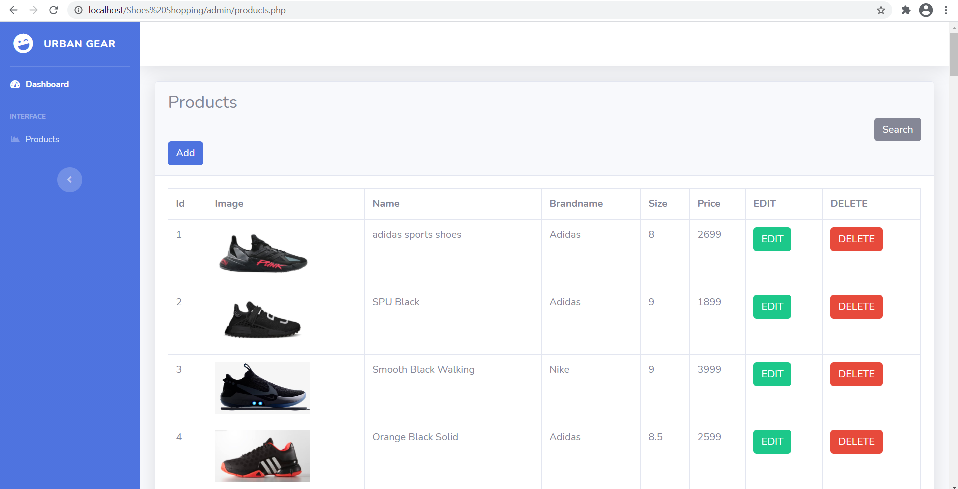 localhost/Shoes%20Shopping/admin/products.php
URBAN GEAR
Dashboard
INTERFACE
Products
Products
Search
Add
Id Image Name Brandname Size Price EDIT DELETE
1 adidas sports shoes Adidas 8 2699 EDIT DELETE
2 SPU Black Adidas 9 1899 EDIT DELETE
3 Smooth Black Walking Nike 9 3999 EDIT DELETE
4 Orange Black Solid Adidas 8.5 2599 EDIT DELETE